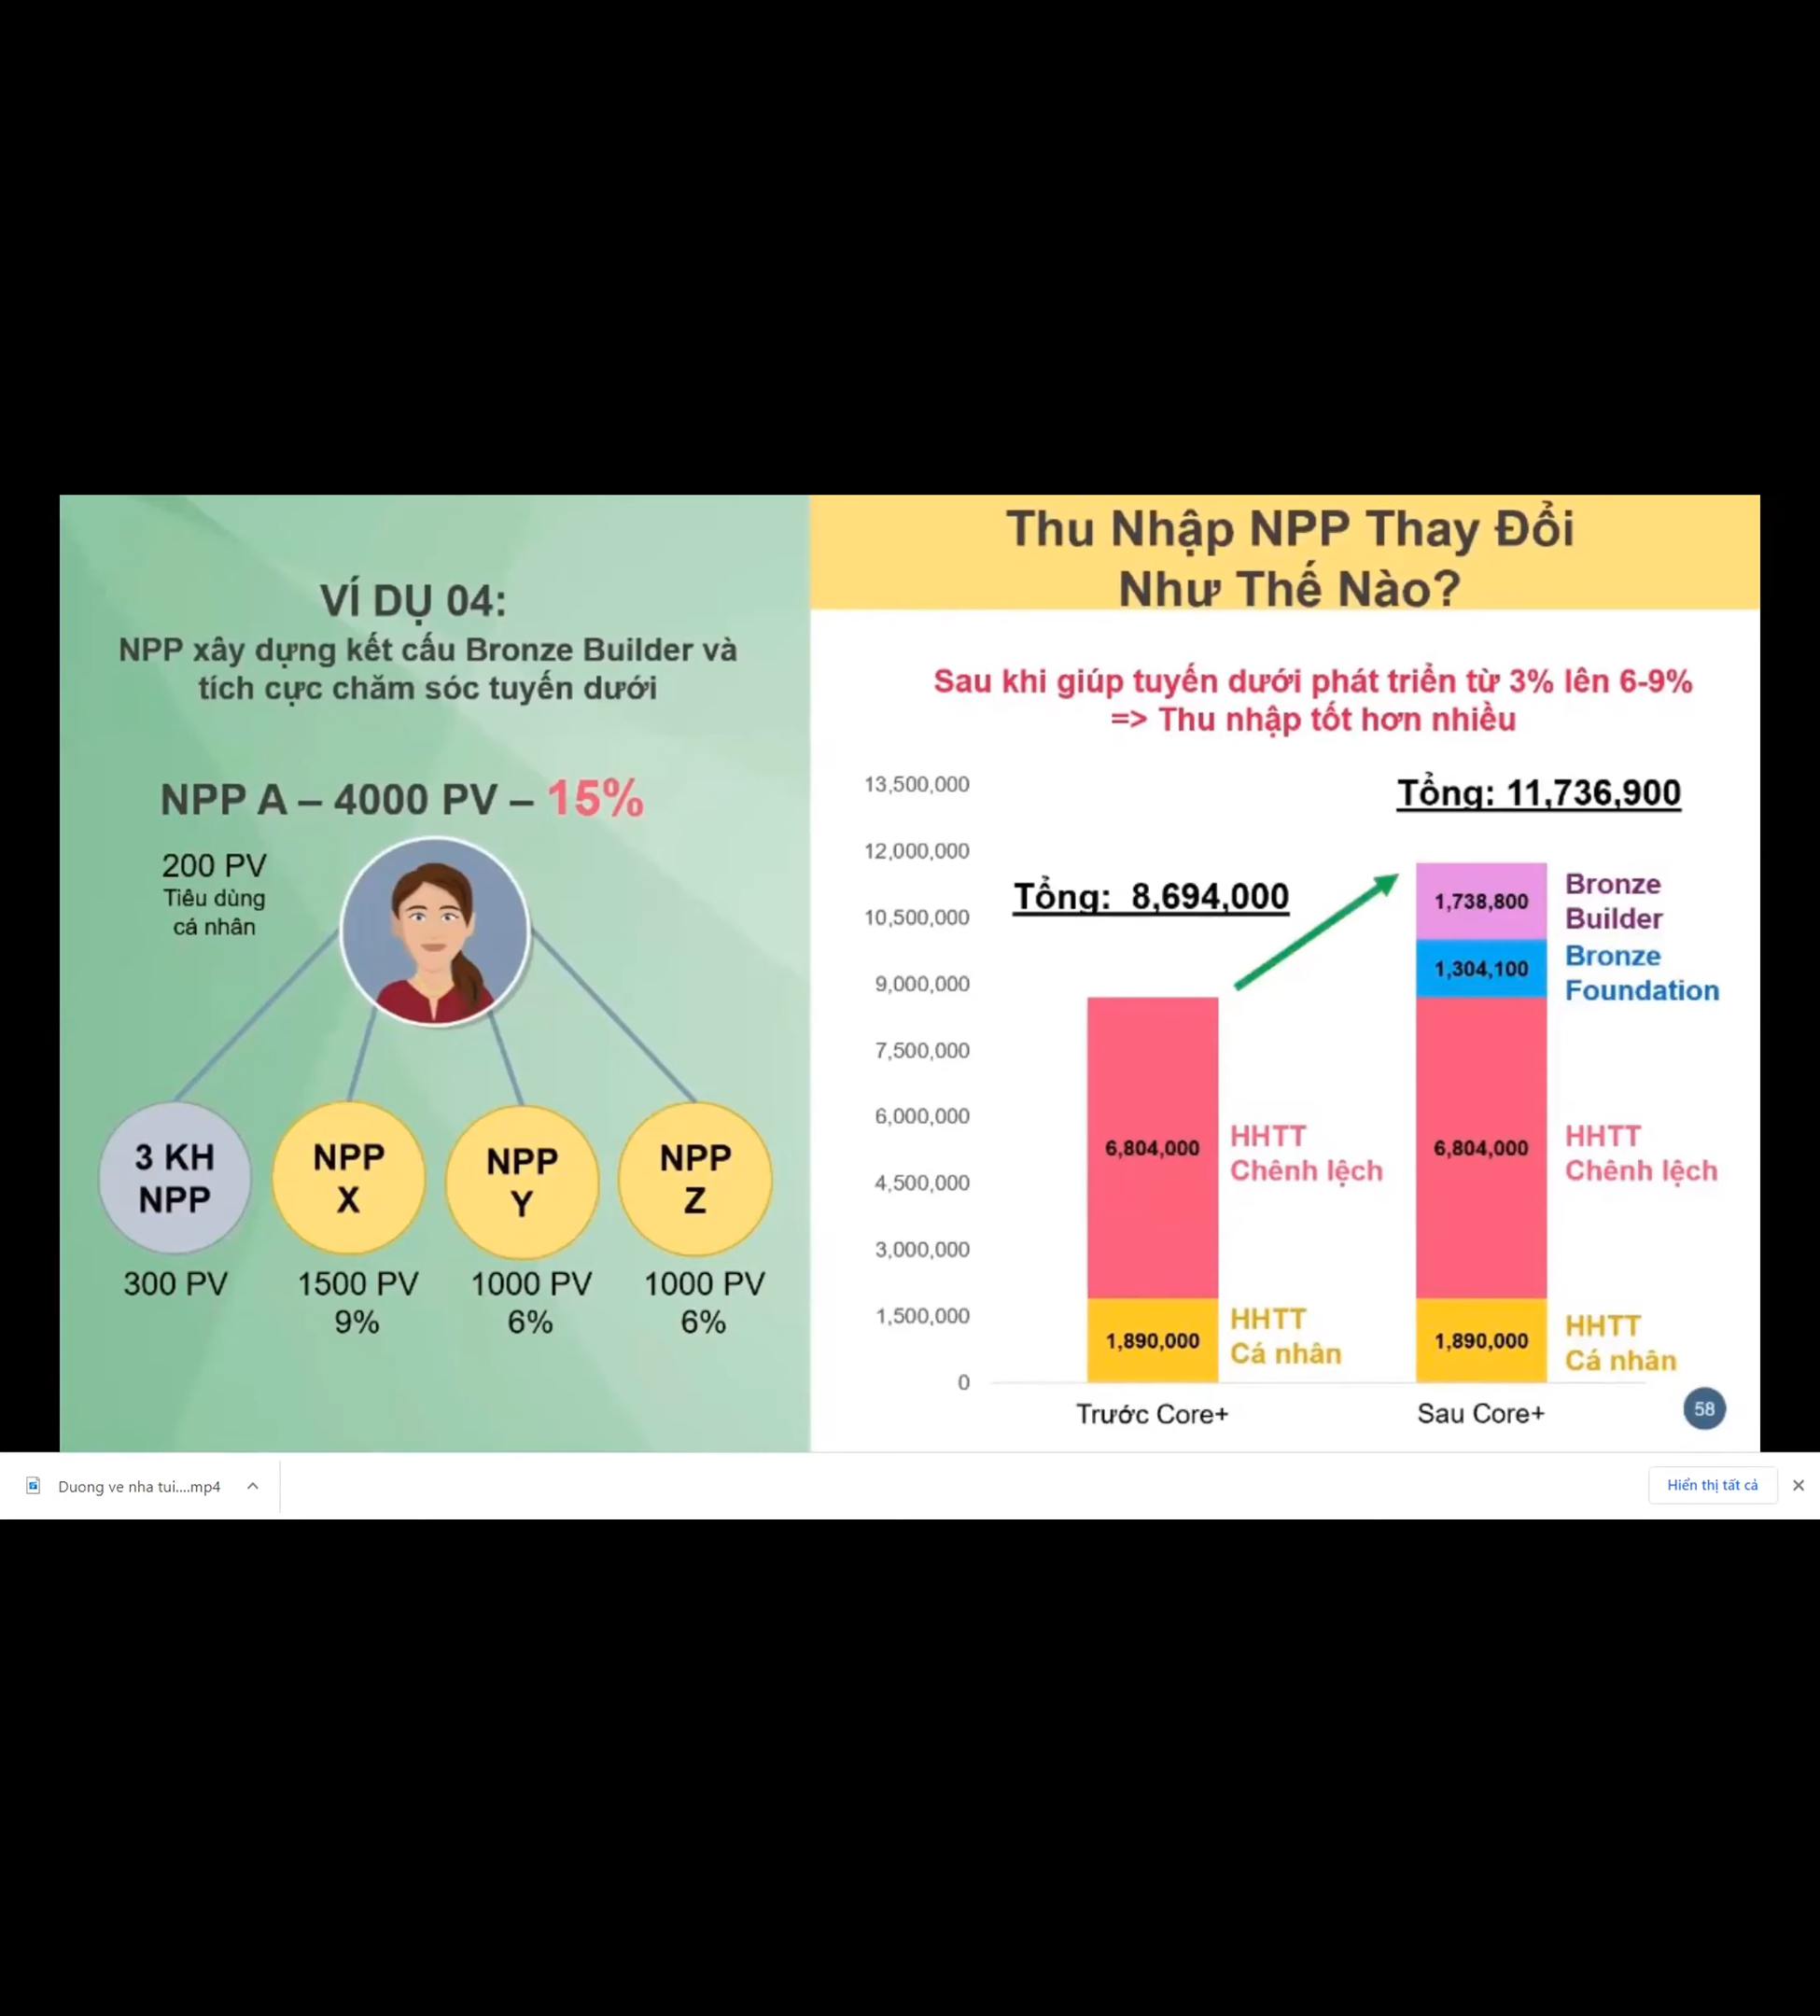 VÍ DỤ 04:
NPP xây dựng kết cấu Bronze Builder và
tích cực chăm sóc tuyến dưới
NPP A – 4000 PV – 15%
200 PV
Tiêu dùng
cá nhân
3 KH
NPP
NPP
X
NPP
Y
NPP
Z
300 PV
1500 PV
9%
1000 PV
6%
1000 PV
6%
Thu Nhập NPP Thay Đổi
Như Thế Nào?
Sau khi giúp tuyến dưới phát triển từ 3% lên 6-9%
=> Thu nhập tốt hơn nhiều
13,500,000
12,000,000
10,500,000
9,000,000
7,500,000
6,000,000
4,500,000
3,000,000
1,500,000
0
Tổng: 8,694,000
6,804,000
HHTT
Chênh lệch
1,890,000
HHTT
Cá nhân
Trước Core+
Tổng: 11,736,900
1,738,800
Bronze
Builder
1,304,100
Bronze
Foundation
6,804,000
HHTT
Chênh lệch
1,890,000
HHTT
Cá nhân
Sau Core+
58
Duong ve nha tui....mp4
Hiển thị tất cả